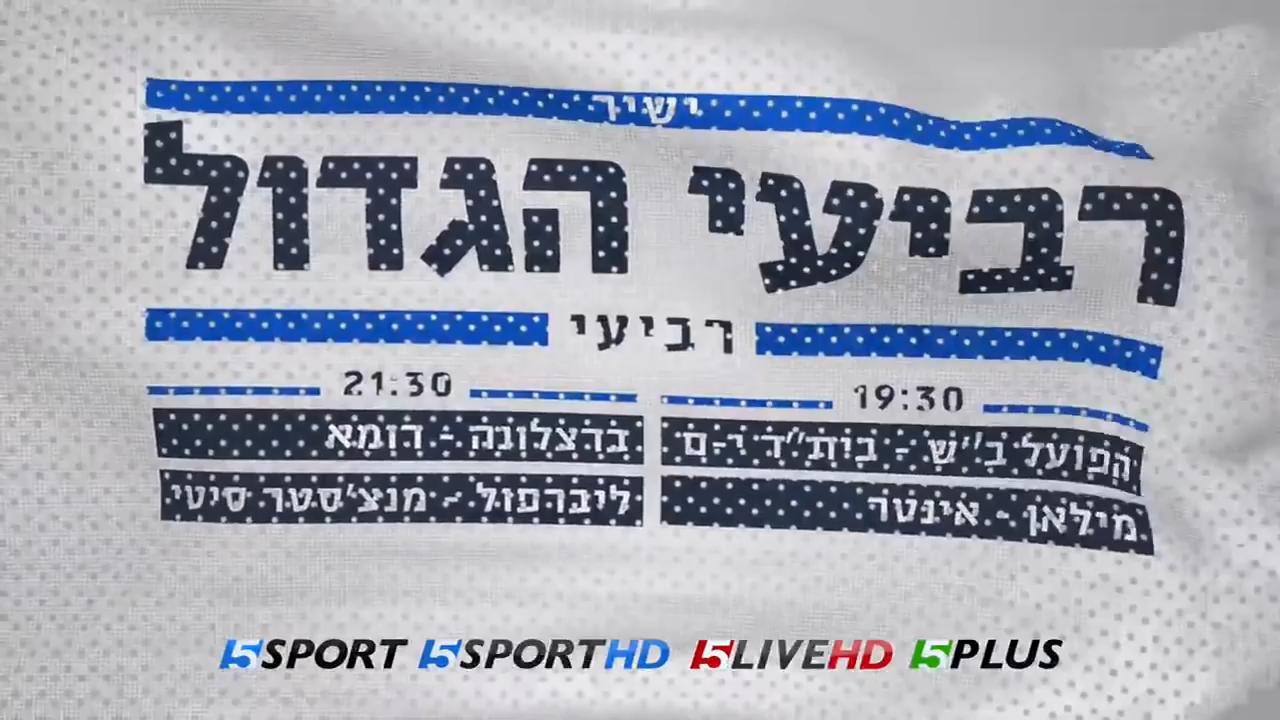 ישיר
רביעי הגדול
רביעי
19:30
הפועל ב"ש - בית"ר י-ם
מילאן - אינטר
21:30
ברצלונה - רומא
ליברפול - מנצ'סטר סיטי
5SPORT 5SPORTHD 5LIVEHD 5PLUS